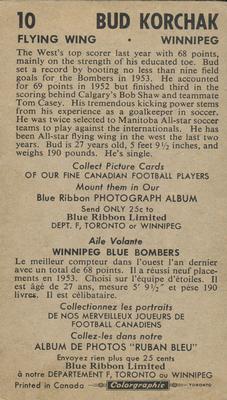 10 BUD KORCHAK
FLYING WING • WINNIPEG
The West's top scorer last year with 68 points,
mainly on the strength of his educated toe. Bud
set a record by booting no less than nine field
goals for the Bombers in 1953. He accounted
for 69 points in 1952 but finished third in the
scoring behind Calgary's Bob Shaw and teammate
Tom Casey. His tremendous kicking power stems
from his experience as a goalkeeper in soccer.
He was twice selected to Manitoba All-star soccer
teams to play against the internationals. He has
been All-star flying wing in the west the last two
years. Bud is 27 years old, 5 feet 9½ inches, and
weighs 190 pounds. He's single.
Collect Picture Cards
OF OUR FINE CANADIAN FOOTBALL PLAYERS
Mount them in Our
Blue Ribbon PHOTOGRAPH ALBUM
Send ONLY 25c to
Blue Ribbon Limited
DEPT. F, TORONTO or WINNIPEG
Aile Volante
WINNIPEG BLUE BOMBERS
Le meilleur compteur dans l'ouest l'an dernier
avec un total de 68 points. Il a réussi neuf place-
ments en 1953. Choisi sur l'équipe d'étoiles. Il
est âgé de 27 ans, mesure 5' 9½" et pèse 190
livres. Il est célibataire.
Collectionnez les portraits
DE NOS MERVEILLEUX JOUEURS DE
FOOTBALL CANADIENS
Collez-les dans notre
ALBUM DE PHOTOS "RUBAN BLEU"
Envoyez rien plus que 25 cents
Blue Ribbon Limited
à notre DÉPARTEMENT F, TORONTO ou WINNIPEG
Printed in Canada Colorgraphic TORONTO